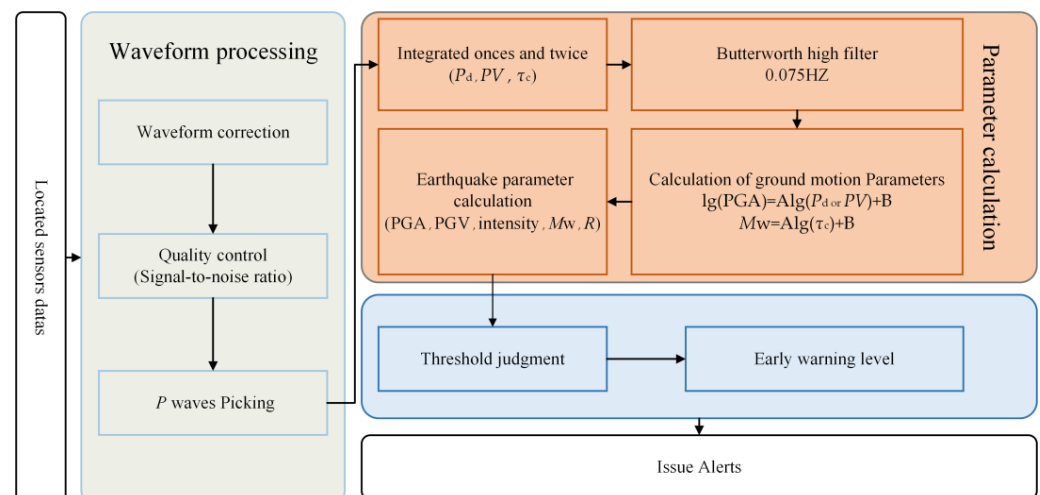 Located sensors datas
Waveform processing
Waveform correction
Quality control
(Signal-to-noise ratio)
P waves Picking
Integrated onces and twice
(Pd, PV, τc)
Butterworth high filter
0.075HZ
Earthquake parameter
calculation
(PGA, PGV, intensity, Mw, R)
Calculation of ground motion Parameters
lg(PGA)=Alg(Pd or PV)+B
Mw=Alg(τc)+B
Parameter calculation
Threshold judgment
Early warning level
Issue Alerts